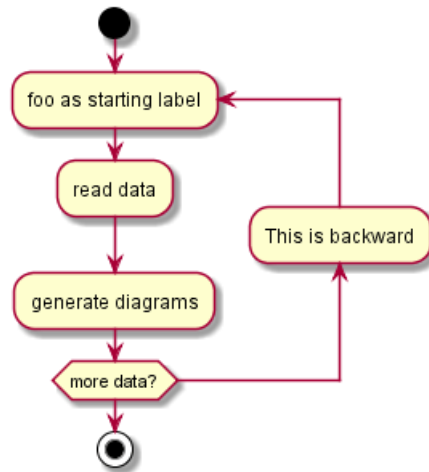 foo as starting label
read data
This is backward
generate diagrams
more data?